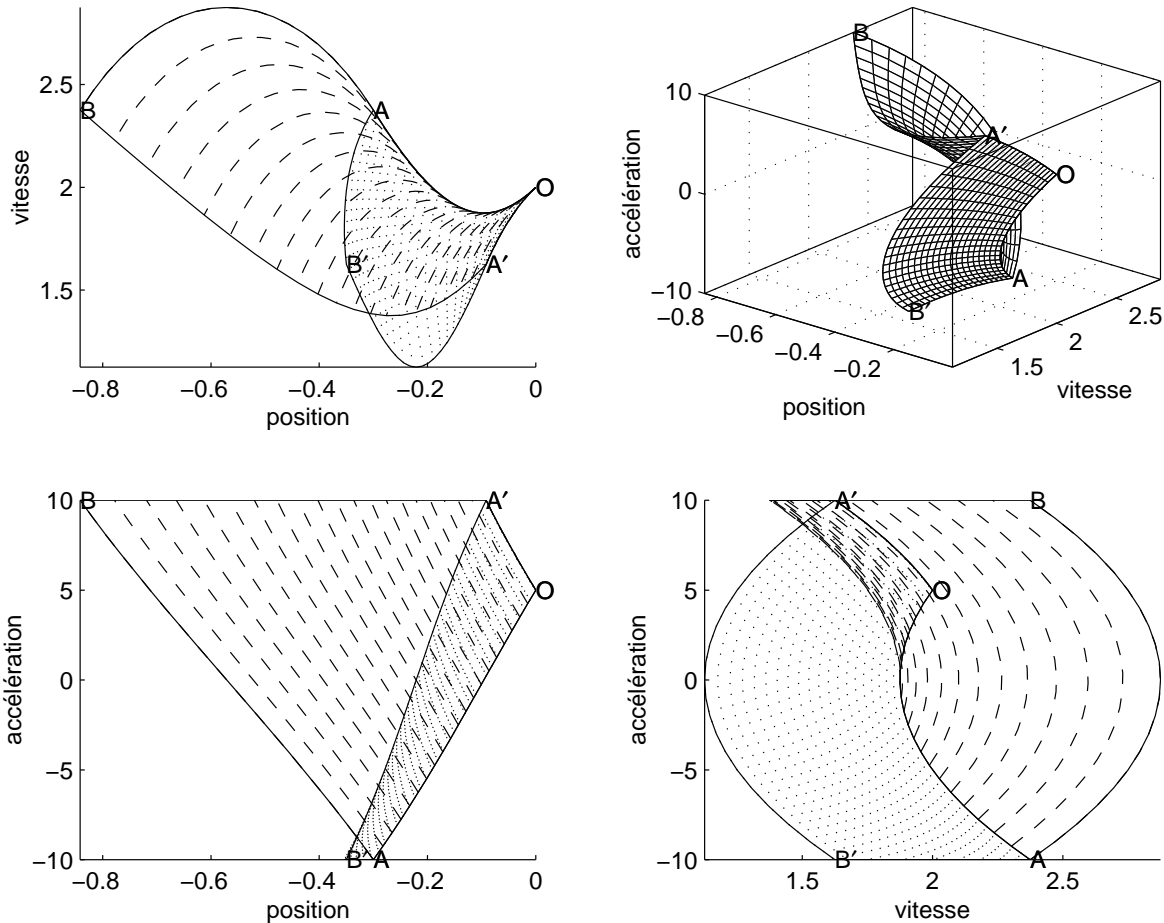 2.5
2
1.5
vitesse
B
A
O
B′
A′
−0.8
−0.6
−0.4
−0.2
0
position
10
0
−10
accélération
B
A′
O
A
B′
−0.8
−0.6
−0.4
−0.2
position
1.5
2
2.5
vitesse
10
5
0
−5
−10
accélération
B
A′
O
B′
A
−0.8
−0.6
−0.4
−0.2
0
position
10
5
0
−5
−10
accélération
A′
B
O
B′
A
1.5
2
2.5
vitesse